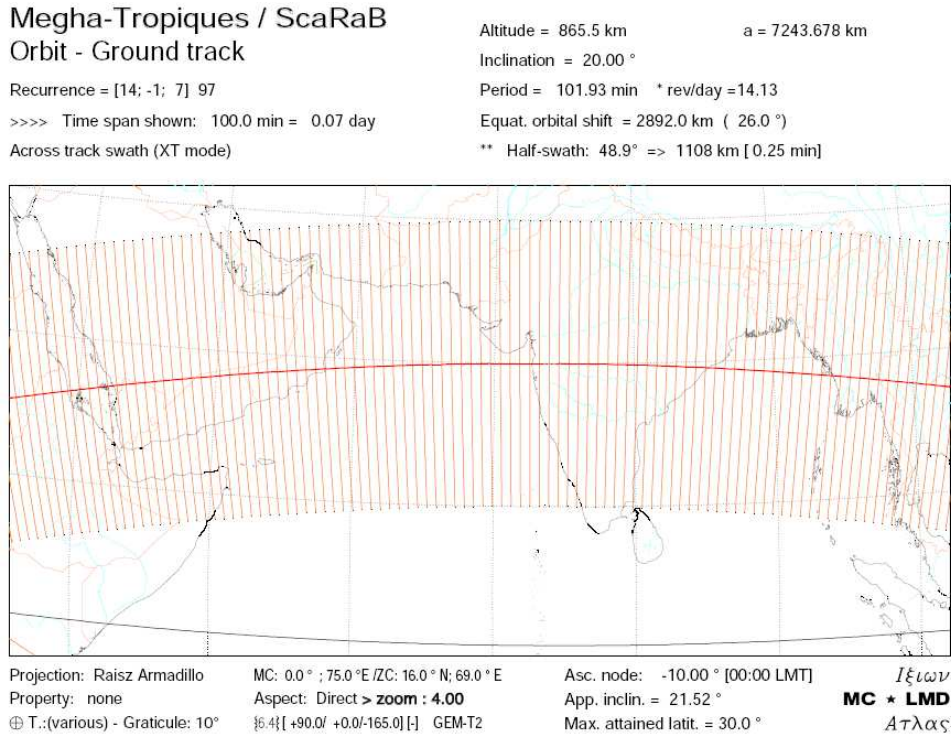 Megha-Tropiques / ScaRaB
Orbit - Ground track
Recurrence = [14; -1; 7] 97
>>>> Time span shown: 100.0 min = 0.07 day
Across track swath (XT mode)
Altitude = 865.5 km a = 7243.678 km
Inclination = 20.00 °
Period = 101.93 min * rev/day =14.13
Equat. orbital shift = 2892.0 km ( 26.0 °)
** Half-swath: 48.9° => 1108 km [ 0.25 min]
Projection: Raisz Armadillo
Property: none
⊕ T.:(various) - Graticule: 10°
MC: 0.0 ° ; 75.0 °E /ZC: 16.0 ° N; 69.0 ° E
Aspect: Direct > zoom : 4.00
[ +90.0/ +0.0/-165.0] [-] GEM-T2
Asc. node: -10.00 ° [00:00 LMT]
App. inclin. = 21.52 °
Max. attained latit. = 30.0 °
Ιξιων
MC ★ LMD
Ατλας